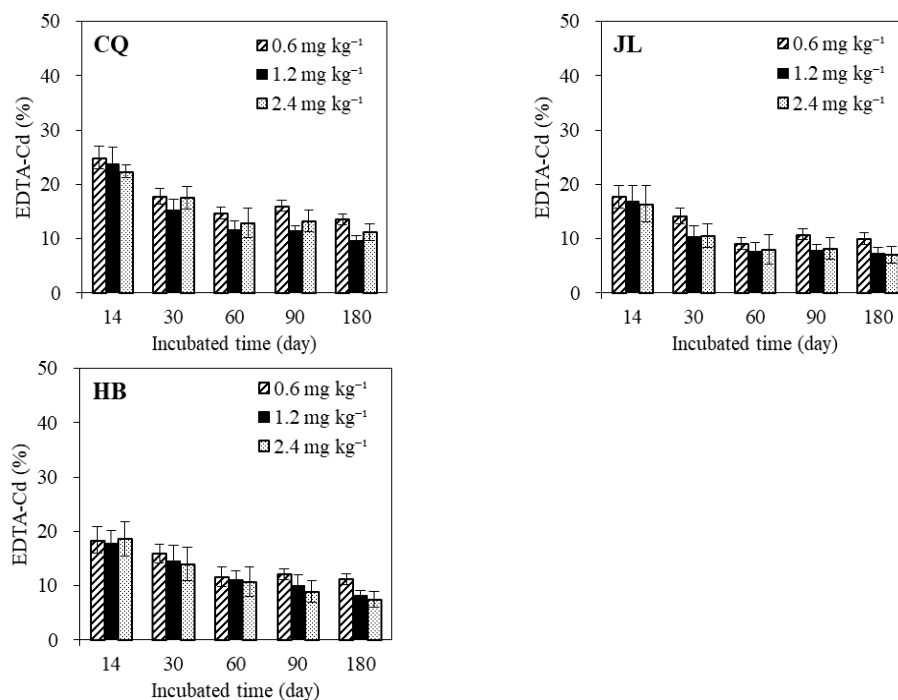 CQ
0.6 mg kg⁻¹
1.2 mg kg⁻¹
2.4 mg kg⁻¹
EDTA-Cd (%)
50
40
30
20
10
0
14 30 60 90 180
Incubated time (day)
JL
0.6 mg kg⁻¹
1.2 mg kg⁻¹
2.4 mg kg⁻¹
EDTA-Cd (%)
50
40
30
20
10
0
14 30 60 90 180
Incubated time (day)
HB
0.6 mg kg⁻¹
1.2 mg kg⁻¹
2.4 mg kg⁻¹
EDTA-Cd (%)
50
40
30
20
10
0
14 30 60 90 180
Incubated time (day)